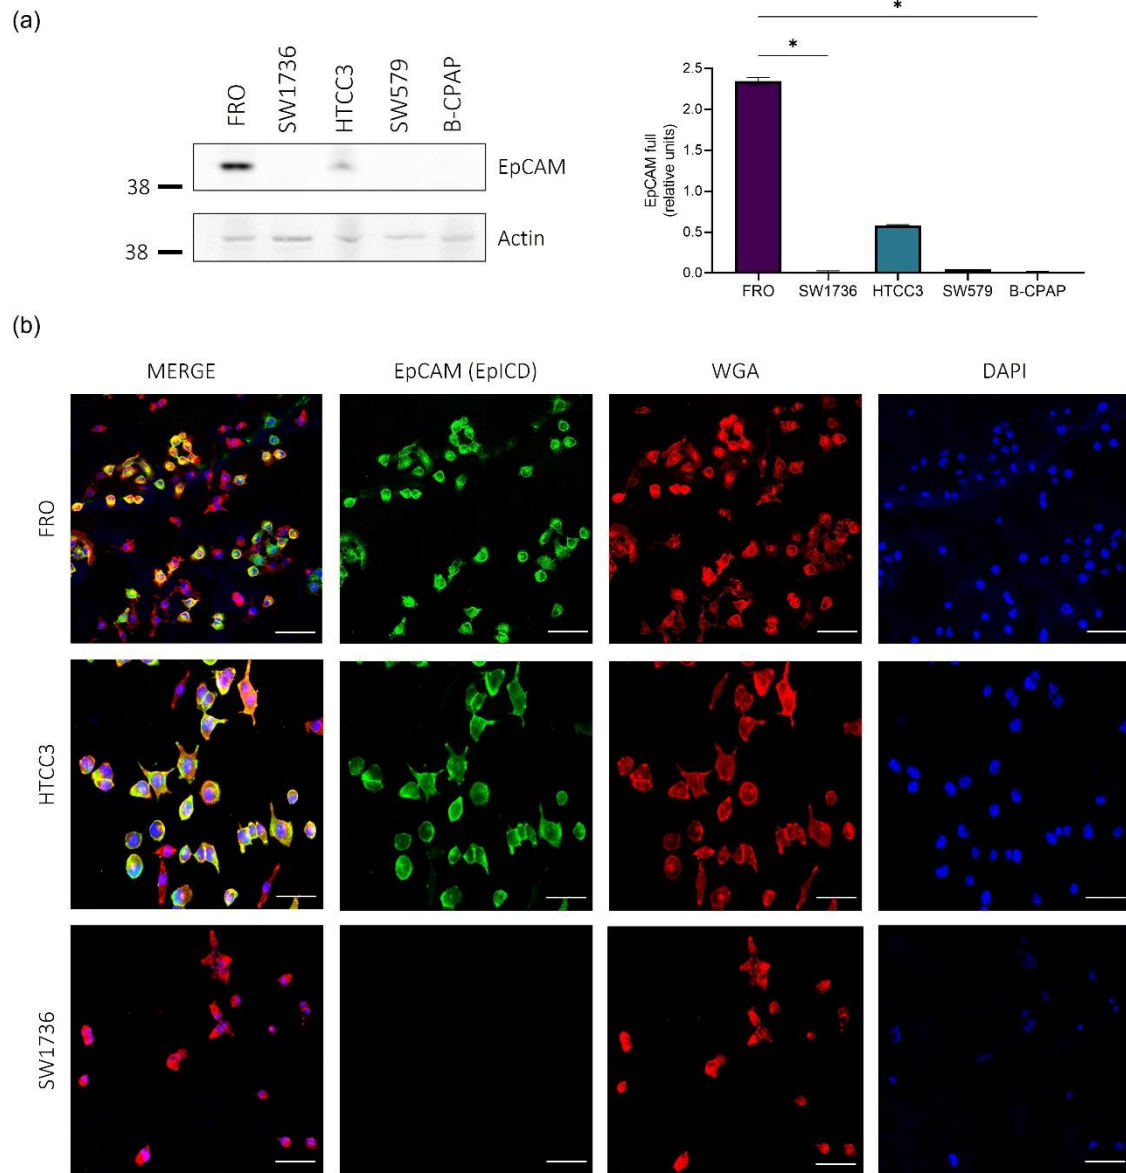 (a)
FRO
SW1736
HTCC3
SW579
B-CPAP
EpCAM
38
Actin
38
*
*
EpCAM full
(relative units)
2.5
2.0
1.5
1.0
0.5
0.0
FRO SW1736 HTCC3 SW579 B-CPAP
(b)
MERGE EpCAM (EpICD) WGA DAPI
FRO
HTCC3
SW1736